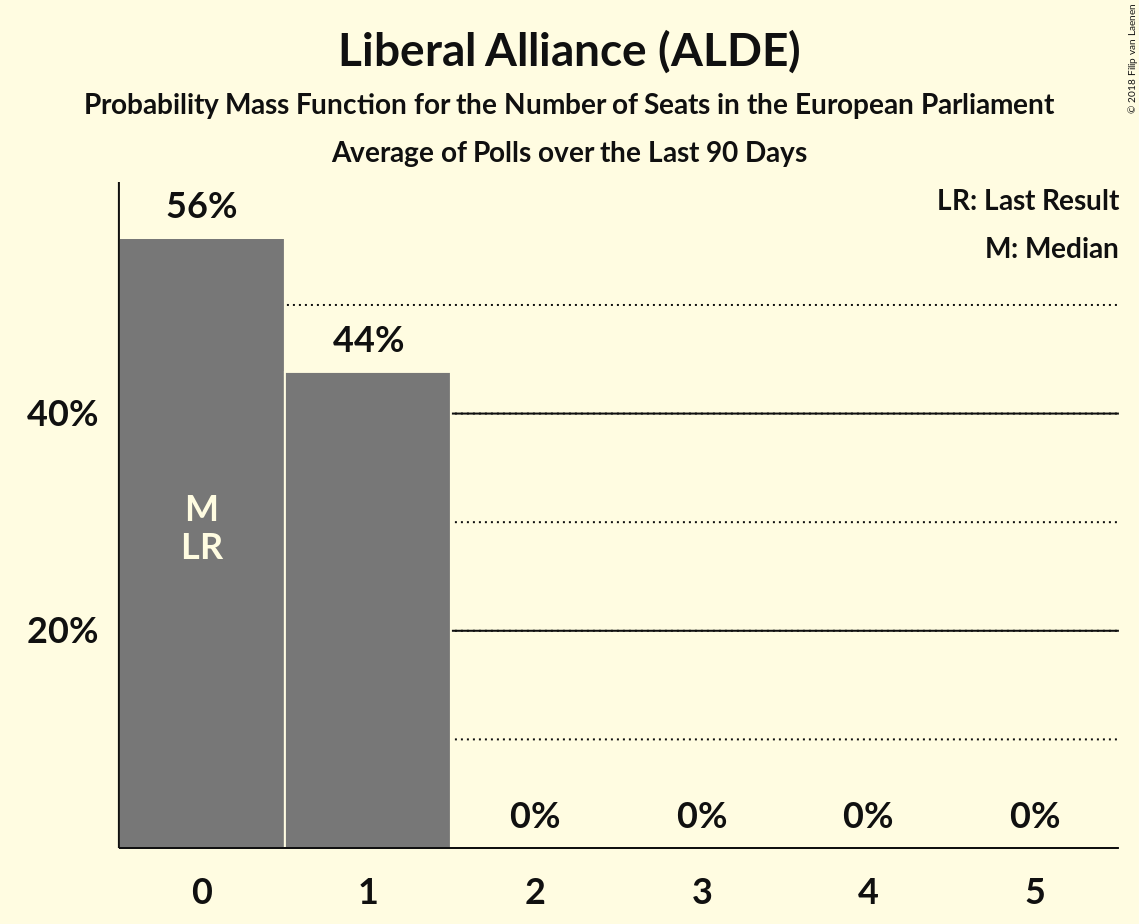 Liberal Alliance (ALDE)
Probability Mass Function for the Number of Seats in the European Parliament
Average of Polls over the Last 90 Days
© 2018 Filip van Laenen
LR: Last Result
M: Median
56%
44%
40%
M
LR
20%
0% 0% 0% 0%
0 1 2 3 4 5